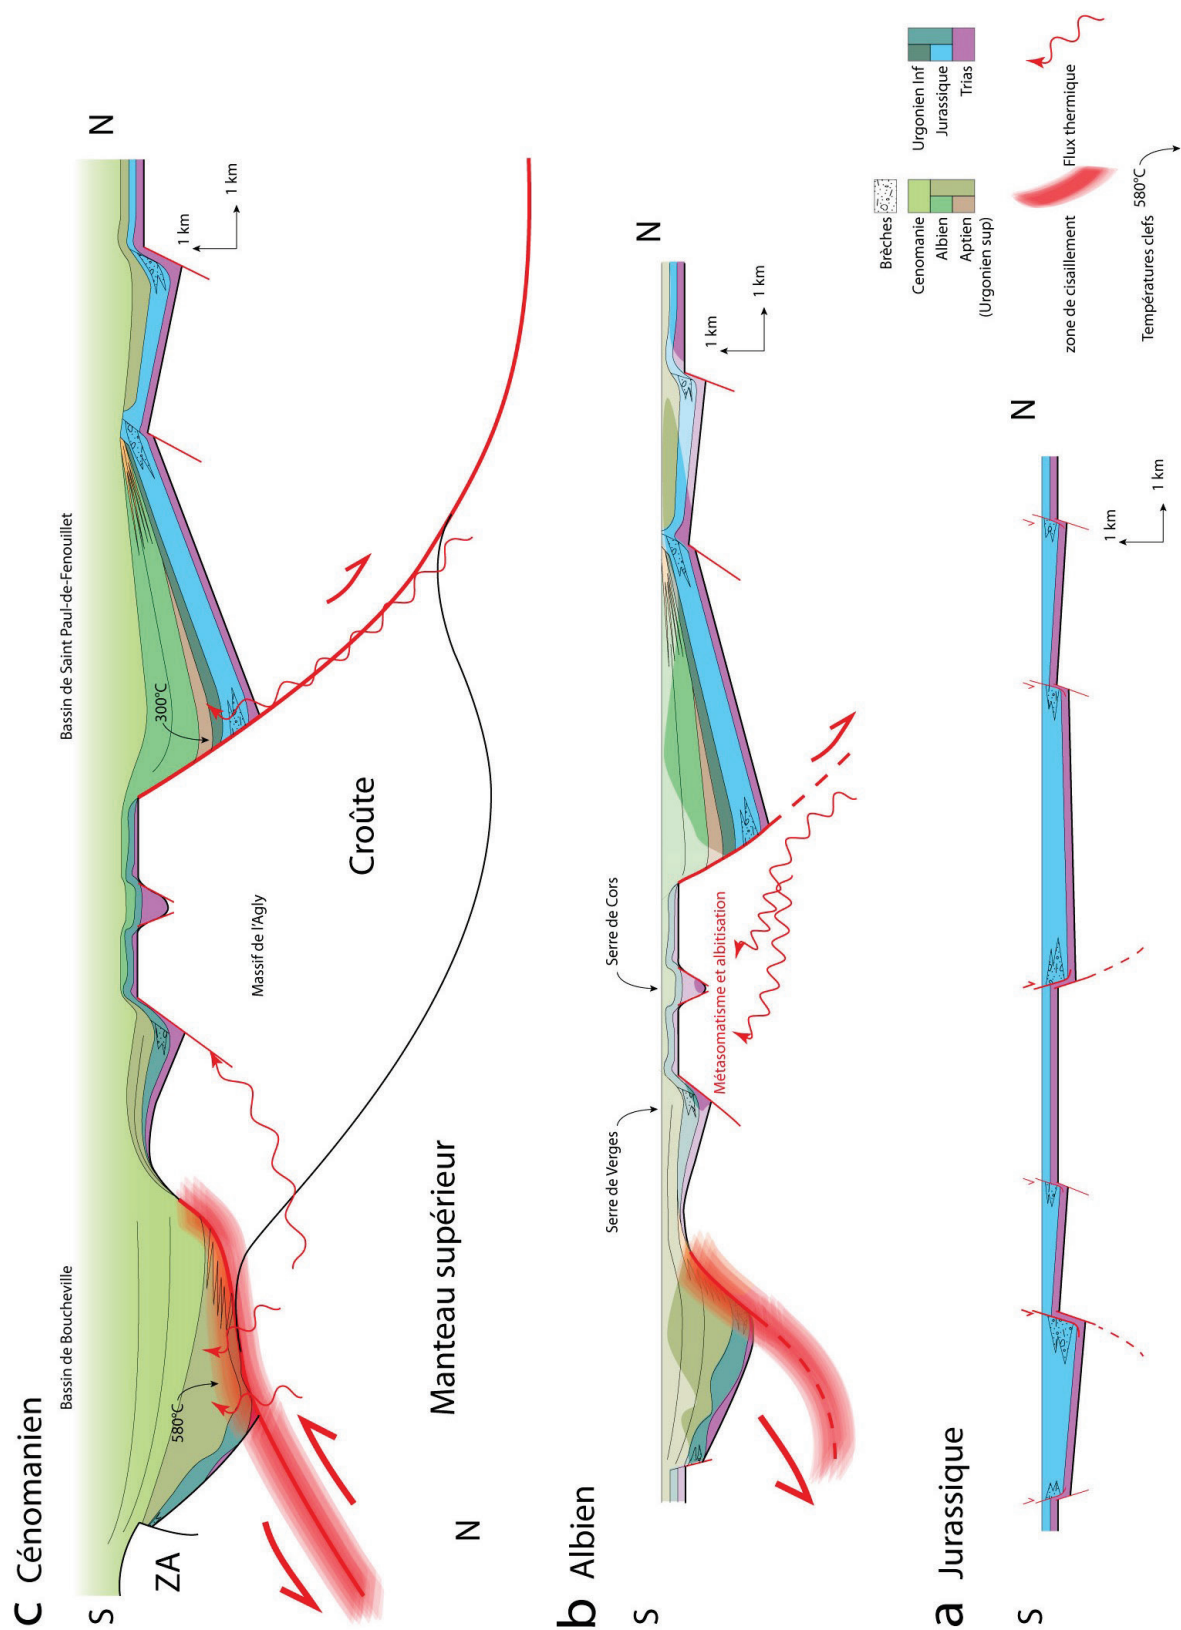 c Cénomanien
S
N
Bassin de Boucheville
Bassin de Saint Paul-de-Fenouillet
1 km
1 km
ZA
580°C
300°C
Massif de l'Agly
Croûte
Manteau supérieur
N
b Albien
S
N
Serre de Verges
Serre de Cors
Métasomatisme et albitisation
1 km
1 km
a Jurassique
S
N
1 km
1 km
Brèches
Cenomanie
Albien
Aptien
(Urgonien sup)
Urgonien Inf
Jurassique
Trias
zone de cisaillement
Flux thermique
Températures clefs
580°C